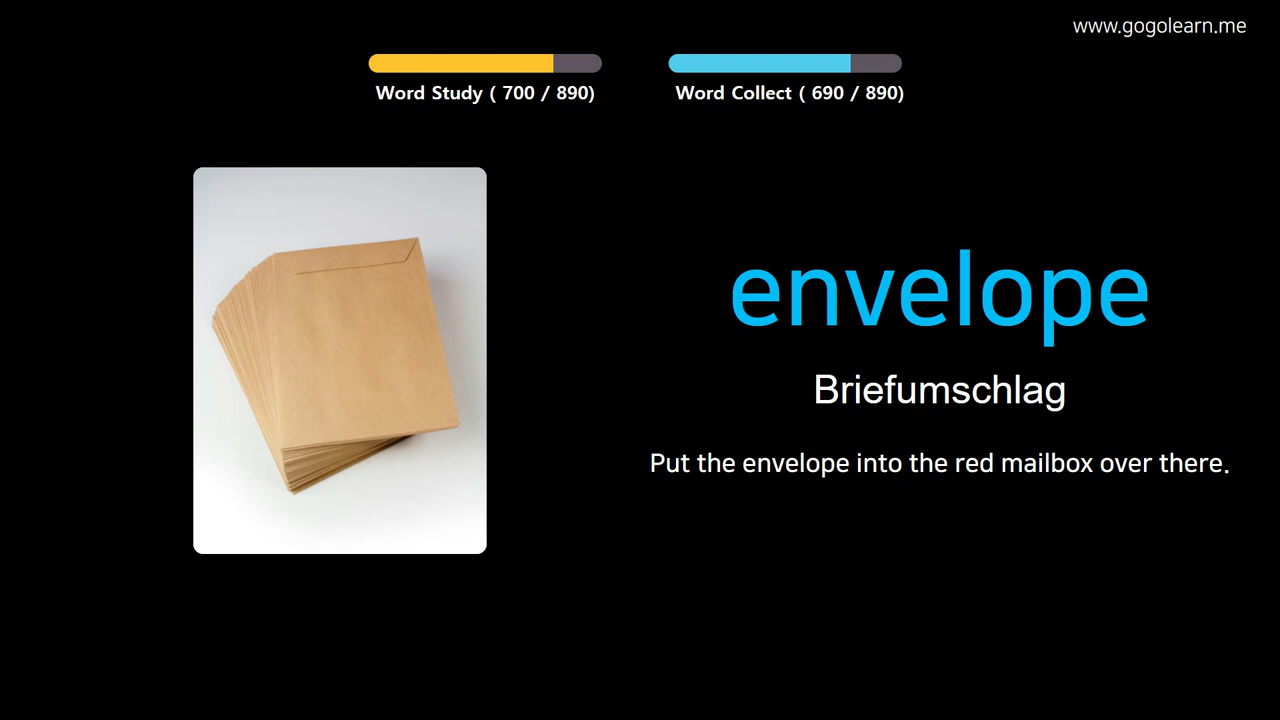 www.gogolearn.me
Word Study ( 700 / 890)
Word Collect ( 690 / 890)
envelope
Briefumschlag
Put the envelope into the red mailbox over there.